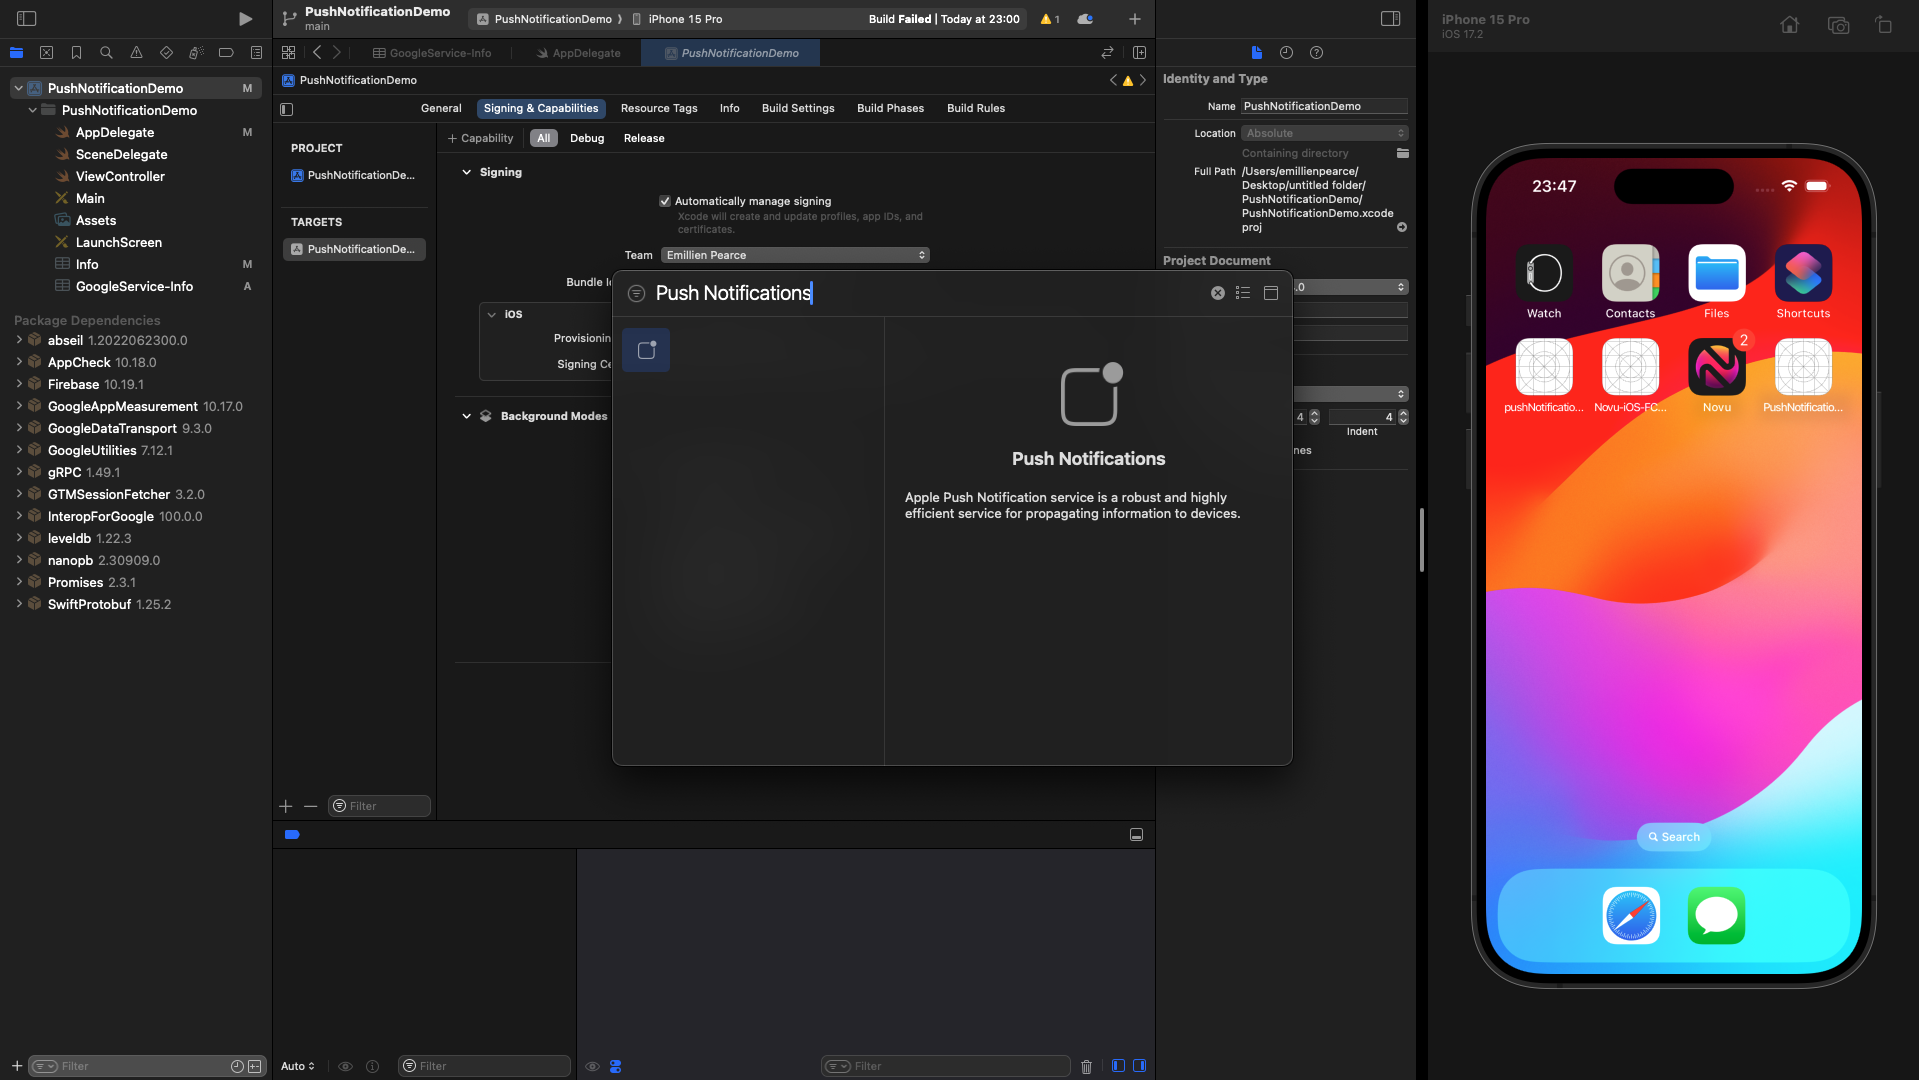 PushNotificationDemo
main
PushNotificationDemo
iPhone 15 Pro
Build Failed | Today at 23:00
1
GoogleService-Info
AppDelegate
PushNotificationDemo
PushNotificationDemo
General
Signing & Capabilities
Resource Tags
Info
Build Settings
Build Phases
Build Rules
+ Capability
All
Debug
Release
PushNotificationDemo
M
PushNotificationDemo
AppDelegate
M
SceneDelegate
ViewController
Main
Assets
LaunchScreen
Info
M
GoogleService-Info
A
Package Dependencies
abseil 1.2022062300.0
AppCheck 10.18.0
Firebase 10.19.1
GoogleAppMeasurement 10.17.0
GoogleDataTransport 9.3.0
GoogleUtilities 7.12.1
gRPC 1.49.1
GTMSessionFetcher 3.2.0
InteropForGoogle 100.0.0
leveldb 1.22.3
nanopb 2.30909.0
Promises 2.3.1
SwiftProtobuf 1.25.2
Filter
PROJECT
PushNotificationDe...
TARGETS
PushNotificationDe...
Filter
Signing
Automatically manage signing
Xcode will create and update profiles, app IDs, and
certificates.
Team
Emillien Pearce
Bundle
iOS
Signing
Background Modes
Push Notifications
Push Notifications
Apple Push Notification service is a robust and highly
efficient service for propagating information to devices.
Auto
Filter
Filter
Identity and Type
Name
PushNotificationDemo
Location
Absolute
Containing directory
Full Path
/Users/emillienpearce/
Desktop/untitled folder/
PushNotificationDemo/
PushNotificationDemo.xcode
proj
Project Document
.0
4
4
Indent
nes
iPhone 15 Pro
iOS 17.2
23:47
Watch
Contacts
Files
Shortcuts
2
pushNotificatio...
Novu-iOS-FC...
Novu
PushNotificatio...
Search